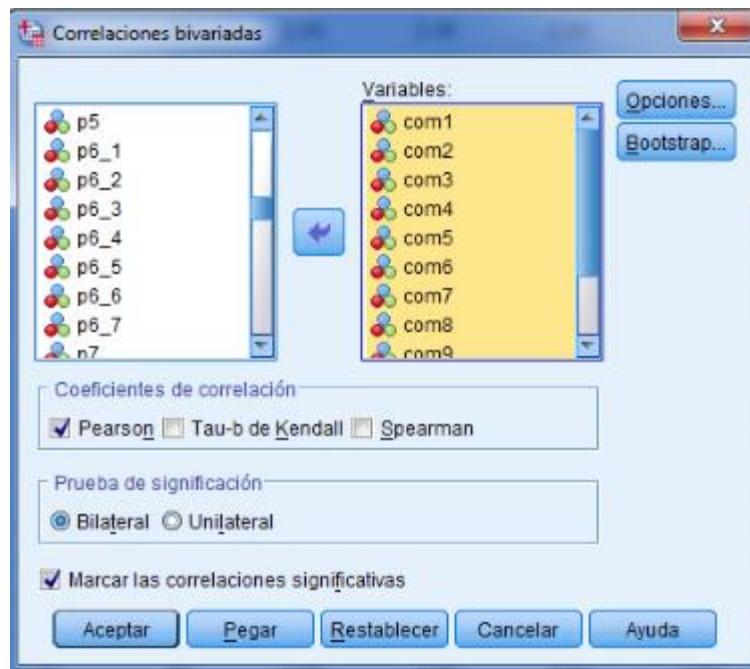 Correlaciones bivariadas
Variables:
p5
p6_1
p6_2
p6_3
p6_4
p6_5
p6_6
p6_7
p7
com1
com2
com3
com4
com5
com6
com7
com8
com9
Opciones...
Bootstrap...
Coeficientes de correlación
Pearson Tau-b de Kendall Spearman
Prueba de significación
Bilateral Unilateral
Marcar las correlaciones significativas
Aceptar Pegar Restablecer Cancelar Ayuda